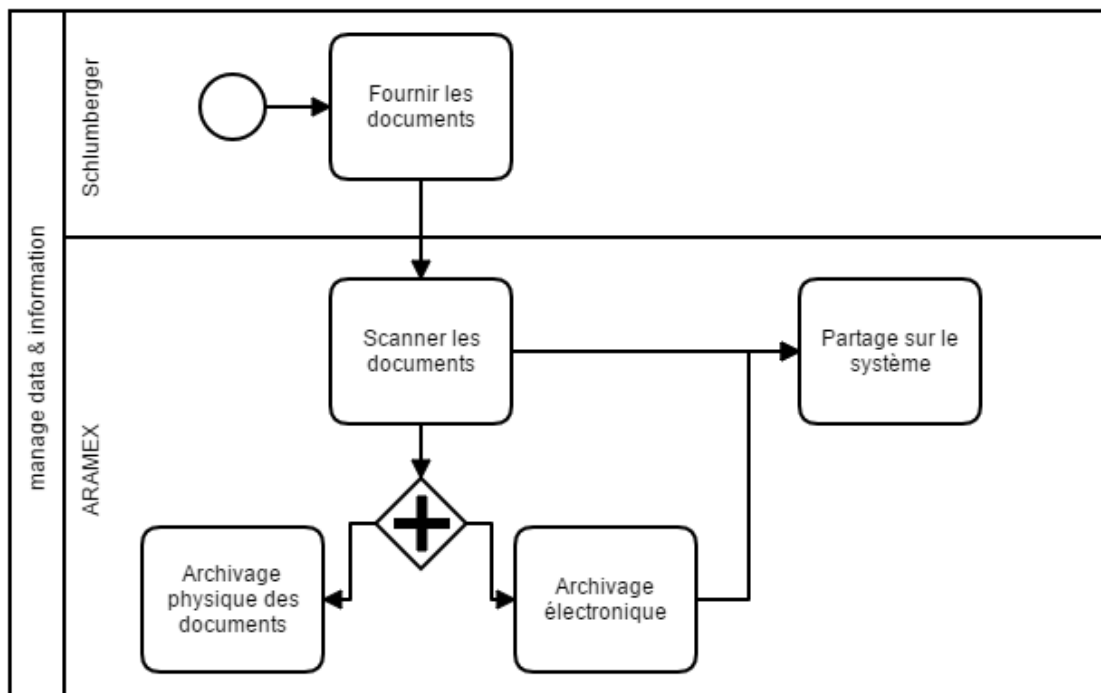 manage data & information
Schlumberger
Fournir les
documents
ARAMEX
Scanner les
documents
Partage sur le
système
Archivage
physique des
documents
Archivage
électronique